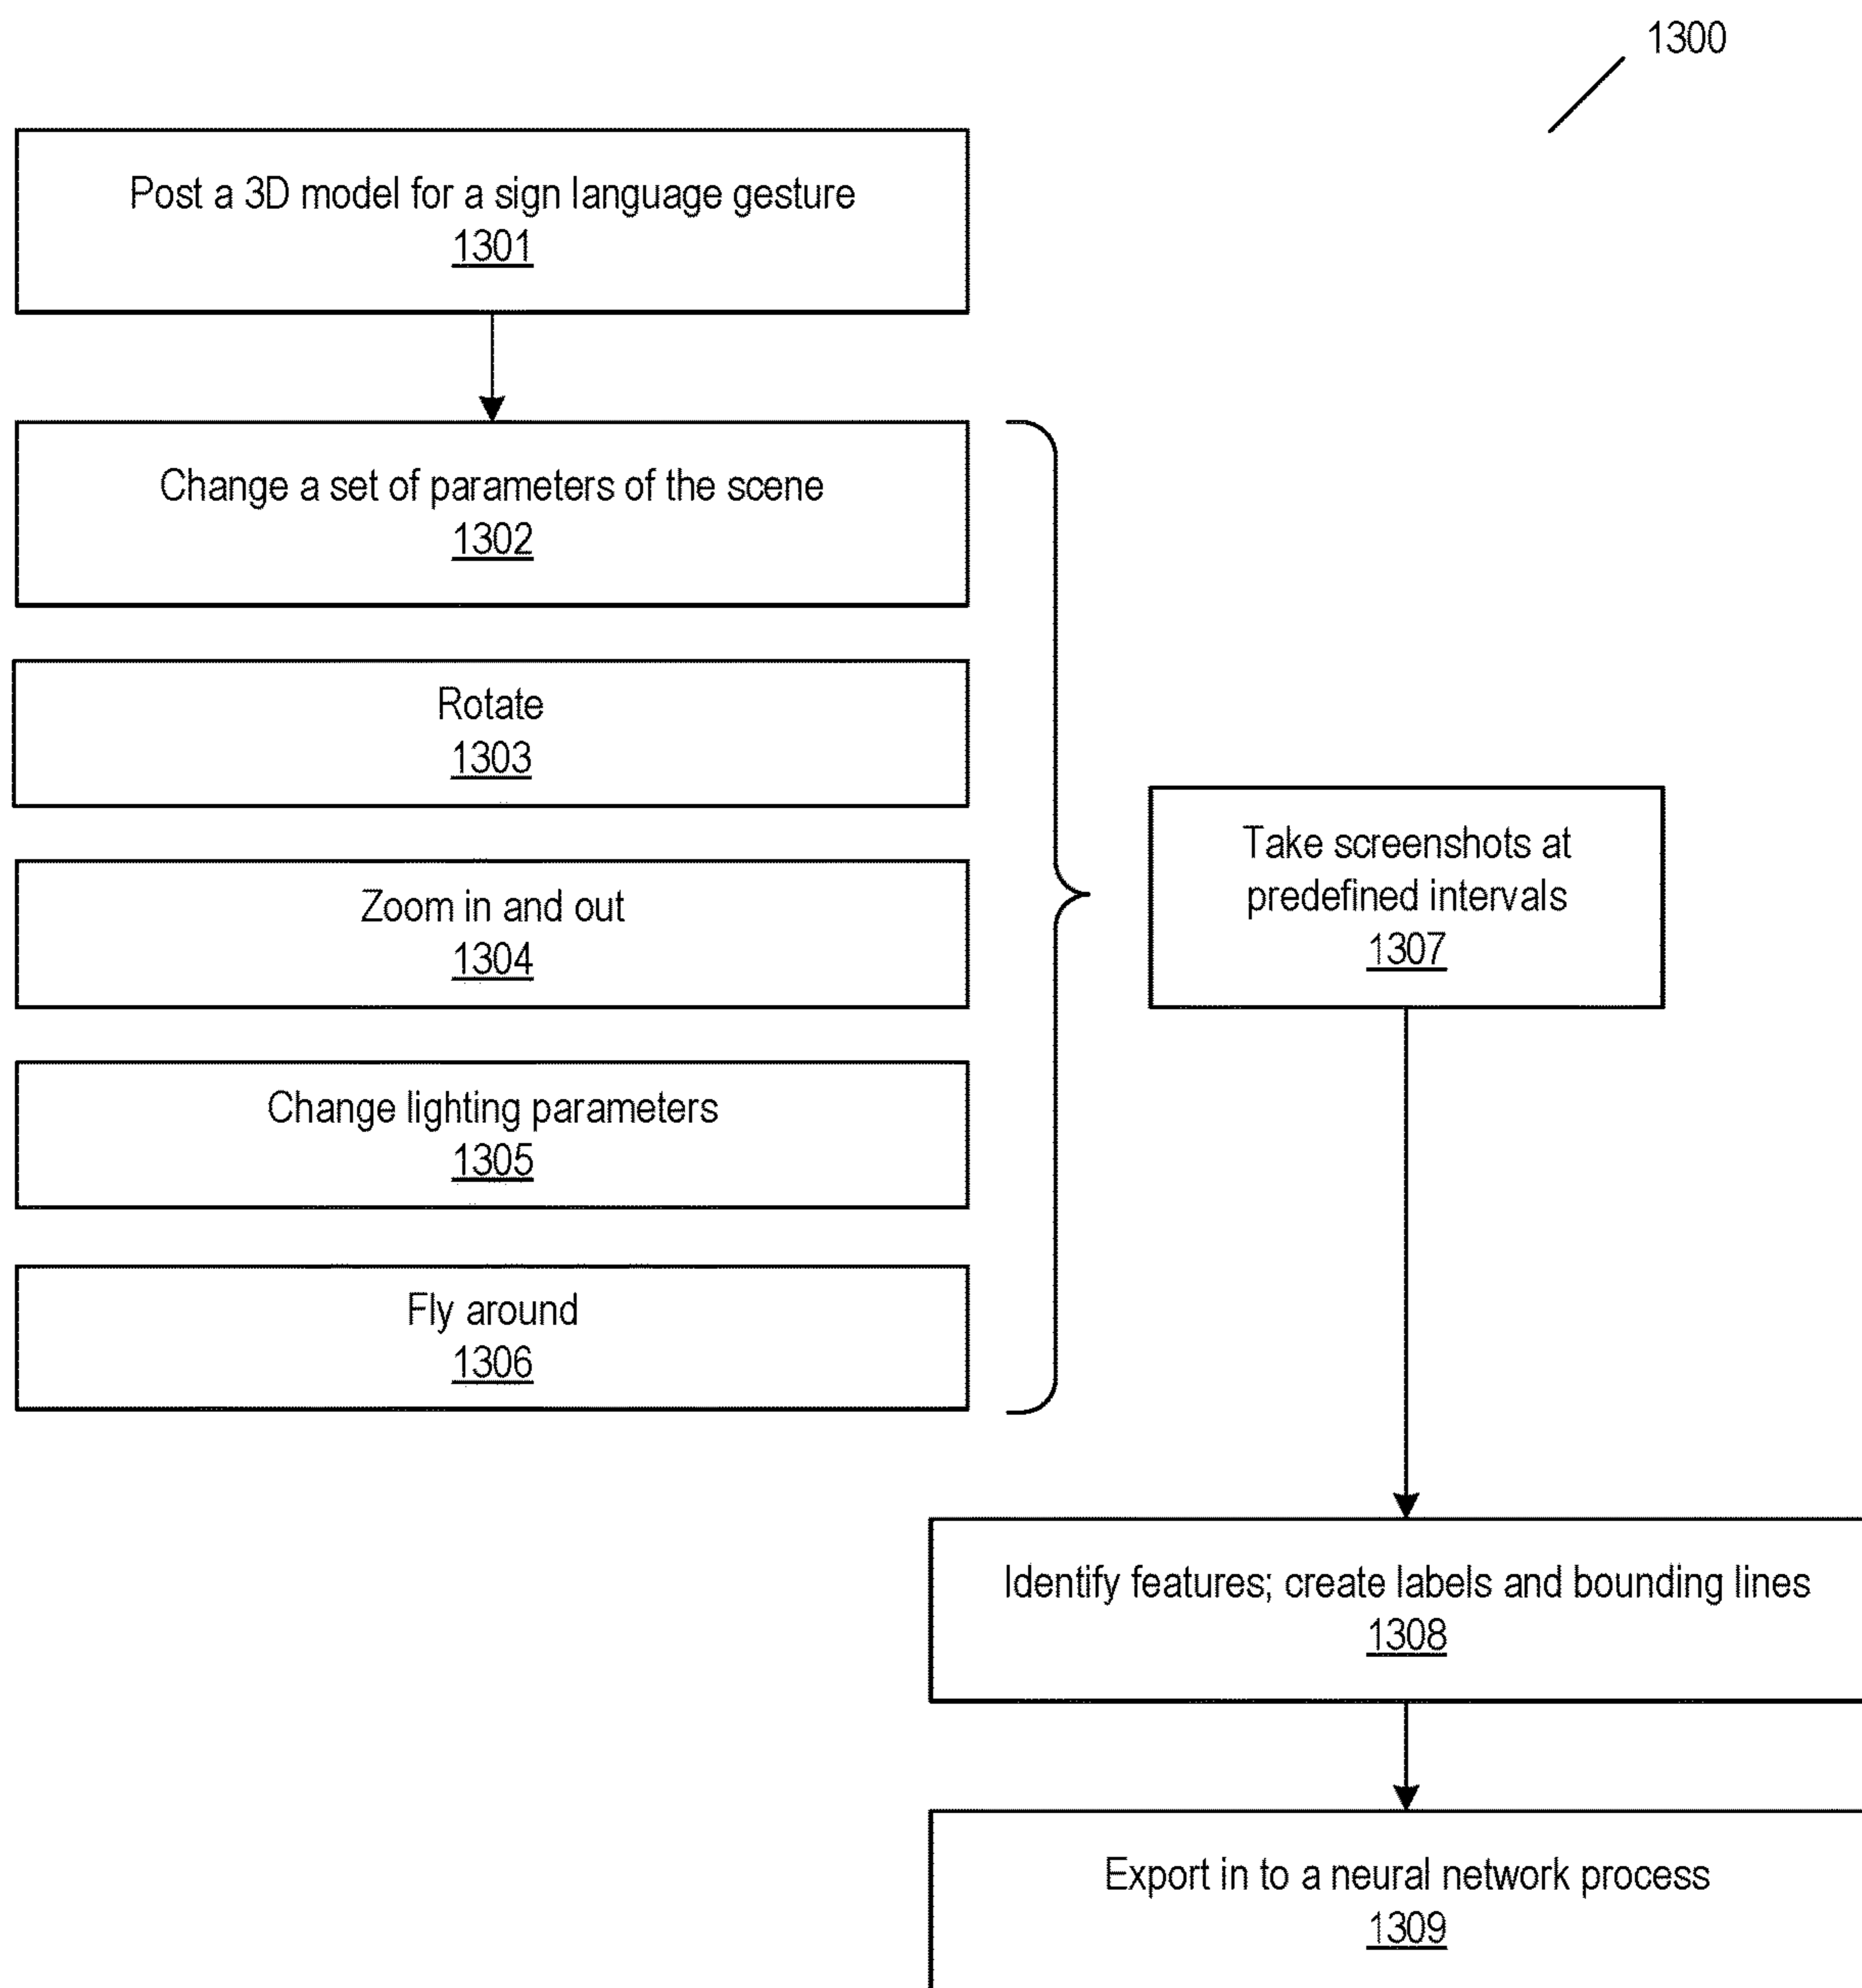 1300
Post a 3D model for a sign language gesture
1301
Change a set of parameters of the scene
1302
Rotate
1303
Zoom in and out
1304
Change lighting parameters
1305
Fly around
1306
Take screenshots at
predefined intervals
1307
Identify features; create labels and bounding lines
1308
Export in to a neural network process
1309